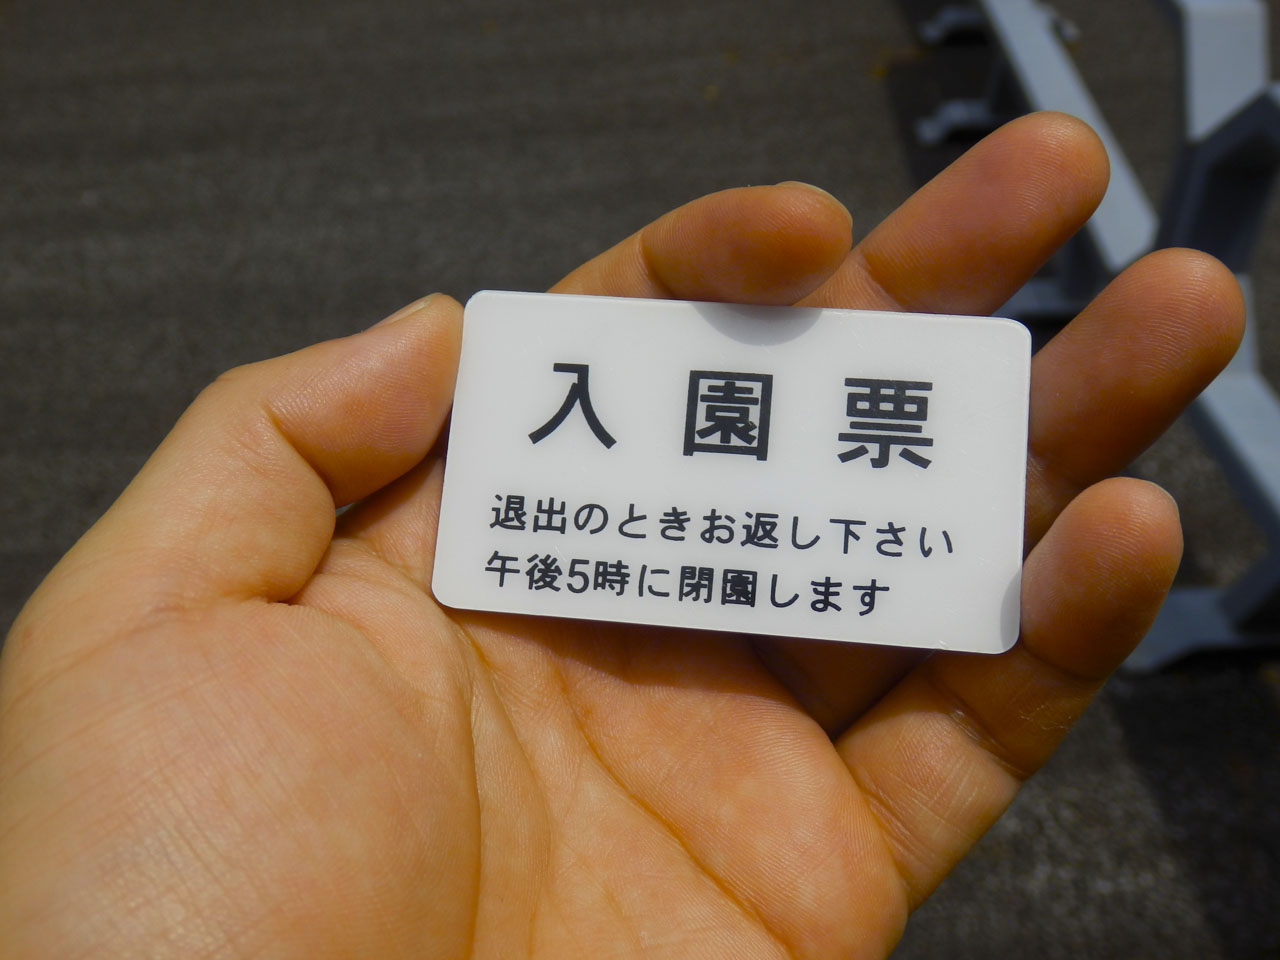 入園票
退出のときお返し下さい
午後5時に閉園します